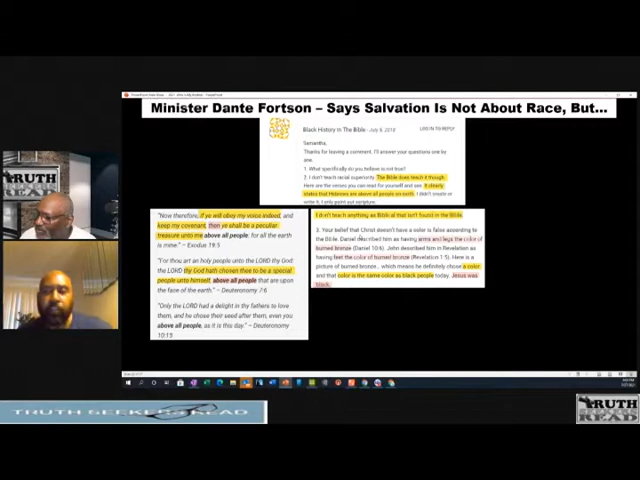 Minister Dante Fortson – Says Salvation Is Not About Race, But...
Black History In The Bible - July 6, 2018
LOG IN TO REPLY
Samantha,
Thanks for leaving a comment. I'll answer your questions one by
one.
1. What specifically do you believe is not true?
2. I don't teach racial superiority. The Bible does teach it though.
Here are the verses you can read for yourself and see. It clearly
states that Hebrews are above all people on earth. I didn't create or
write it. I only point out scripture.
"Now therefore, if ye will obey my voice indeed, and
keep my covenant, then ye shall be a peculiar
treasure unto me above all people: for all the earth
is mine." – Exodus 19:5
"For thou art an holy people unto the LORD thy God:
the LORD thy God hath chosen thee to be a special
people unto himself, above all people that are upon
the face of the earth." – Deuteronomy 7:6
"Only the LORD had a delight in thy fathers to love
them, and he chose their seed after them, even you
above all people, as it is this day." – Deuteronomy
10:15
I don't teach anything as Biblical that isn't found in the Bible.
3. Your belief that Christ doesn't have a color is false according to
the Bible. Daniel described him as having arms and legs the color of
burned bronze (Daniel 10:6). John described him in Revelation as
having feet the color of burned bronze (Revelation 1:5). Here is a
picture of burned bronze... which means he definitely chose a color
and that color is the same color as black people today. Jesus was
black.
TRUTH SEEKERS READ
TRUTH
READ